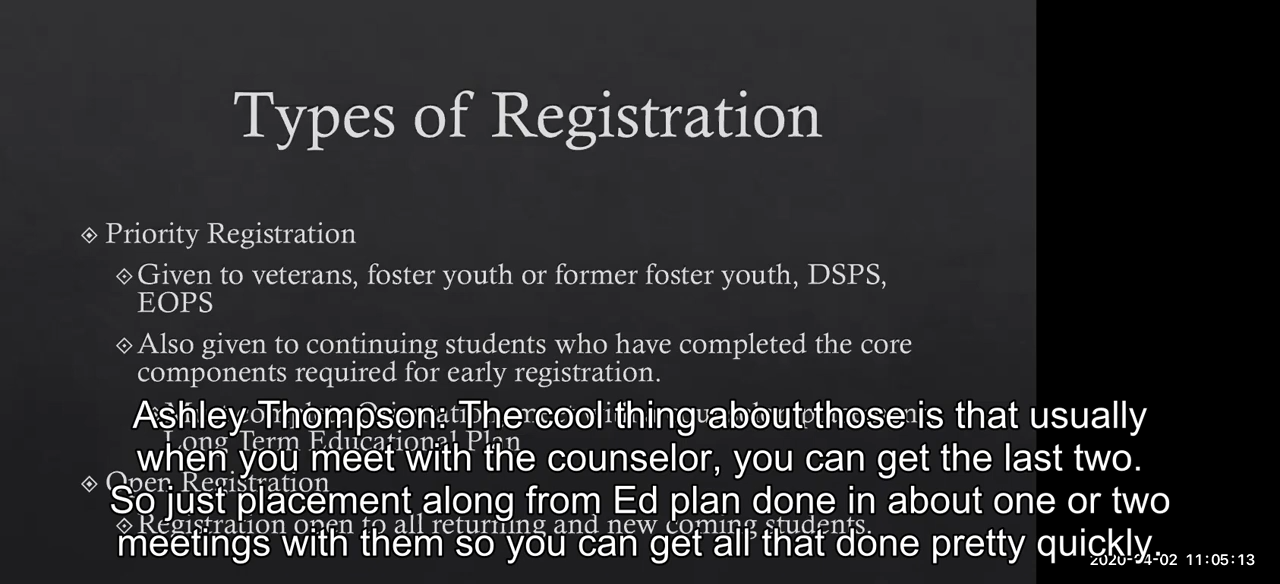 Types of Registration
Priority Registration
Given to veterans, foster youth or former foster youth, DSPS,
EOPS
Also given to continuing students who have completed the core
components required for early registration.
Long Term Educational Plan
Open Registration
Registration open to all returning and new coming students.
Ashley Thompson: The cool thing about those is that usually
when you meet with the counselor, you can get the last two.
So just placement along from Ed plan done in about one or two
meetings with them so you can get all that done pretty quickly.
2020-04-02 11:05:13